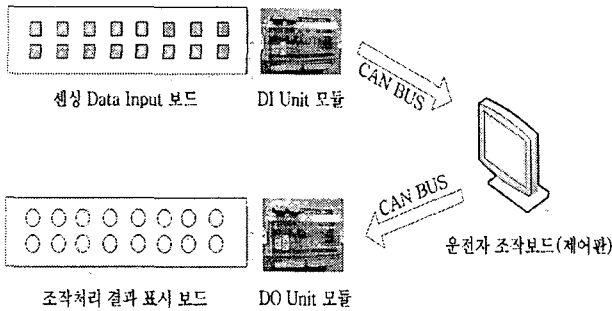 센싱 Data Input 보드
DI Unit 모듈
CAN BUS
CAN BUS
운전자 조작보드(제어판)
조작처리 결과 표시 보드
DO Unit 모듈